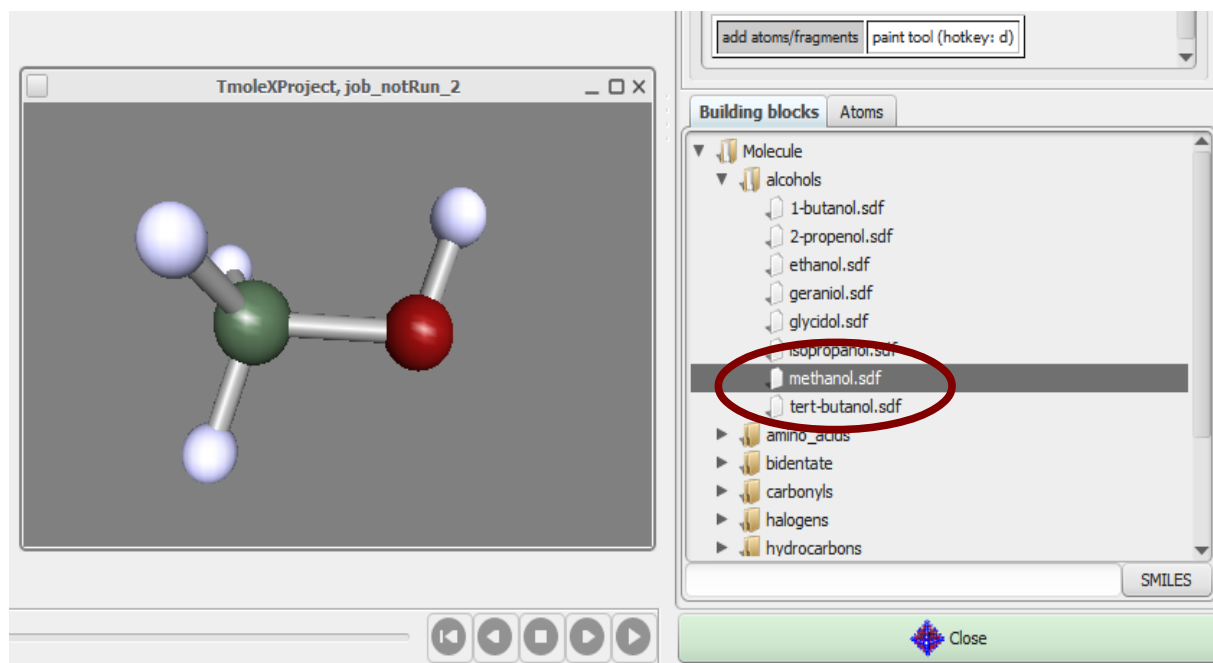 add atoms/fragments paint tool (hotkey: d)
TmoleXProject, job_notRun_2
Building blocks Atoms
Molecule
alcohols
1-butanol.sdf
2-propenol.sdf
ethanol.sdf
geraniol.sdf
glycidol.sdf
isopropanol.sdf
methanol.sdf
tert-butanol.sdf
amino_acids
bidentate
carbonyls
halogens
hydrocarbons
SMILES
Close